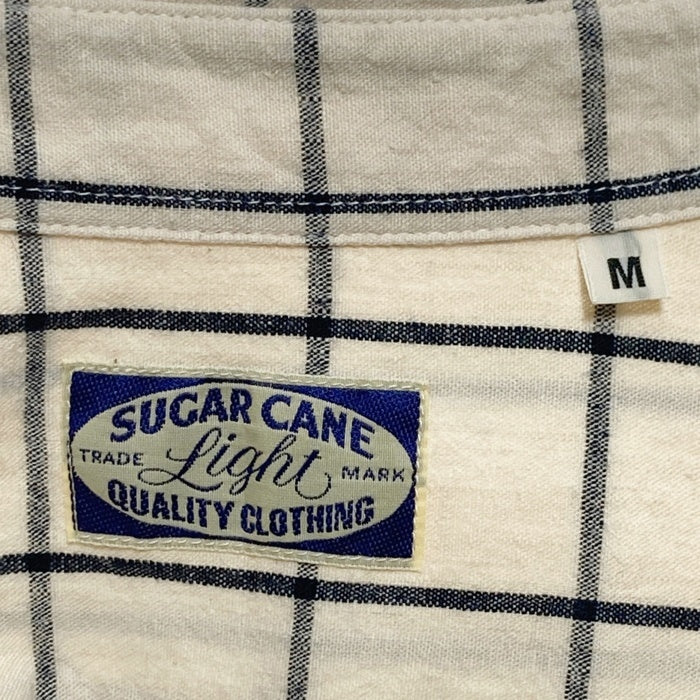 M
SUGAR CANE
TRADE Light MARK
QUALITY CLOTHING